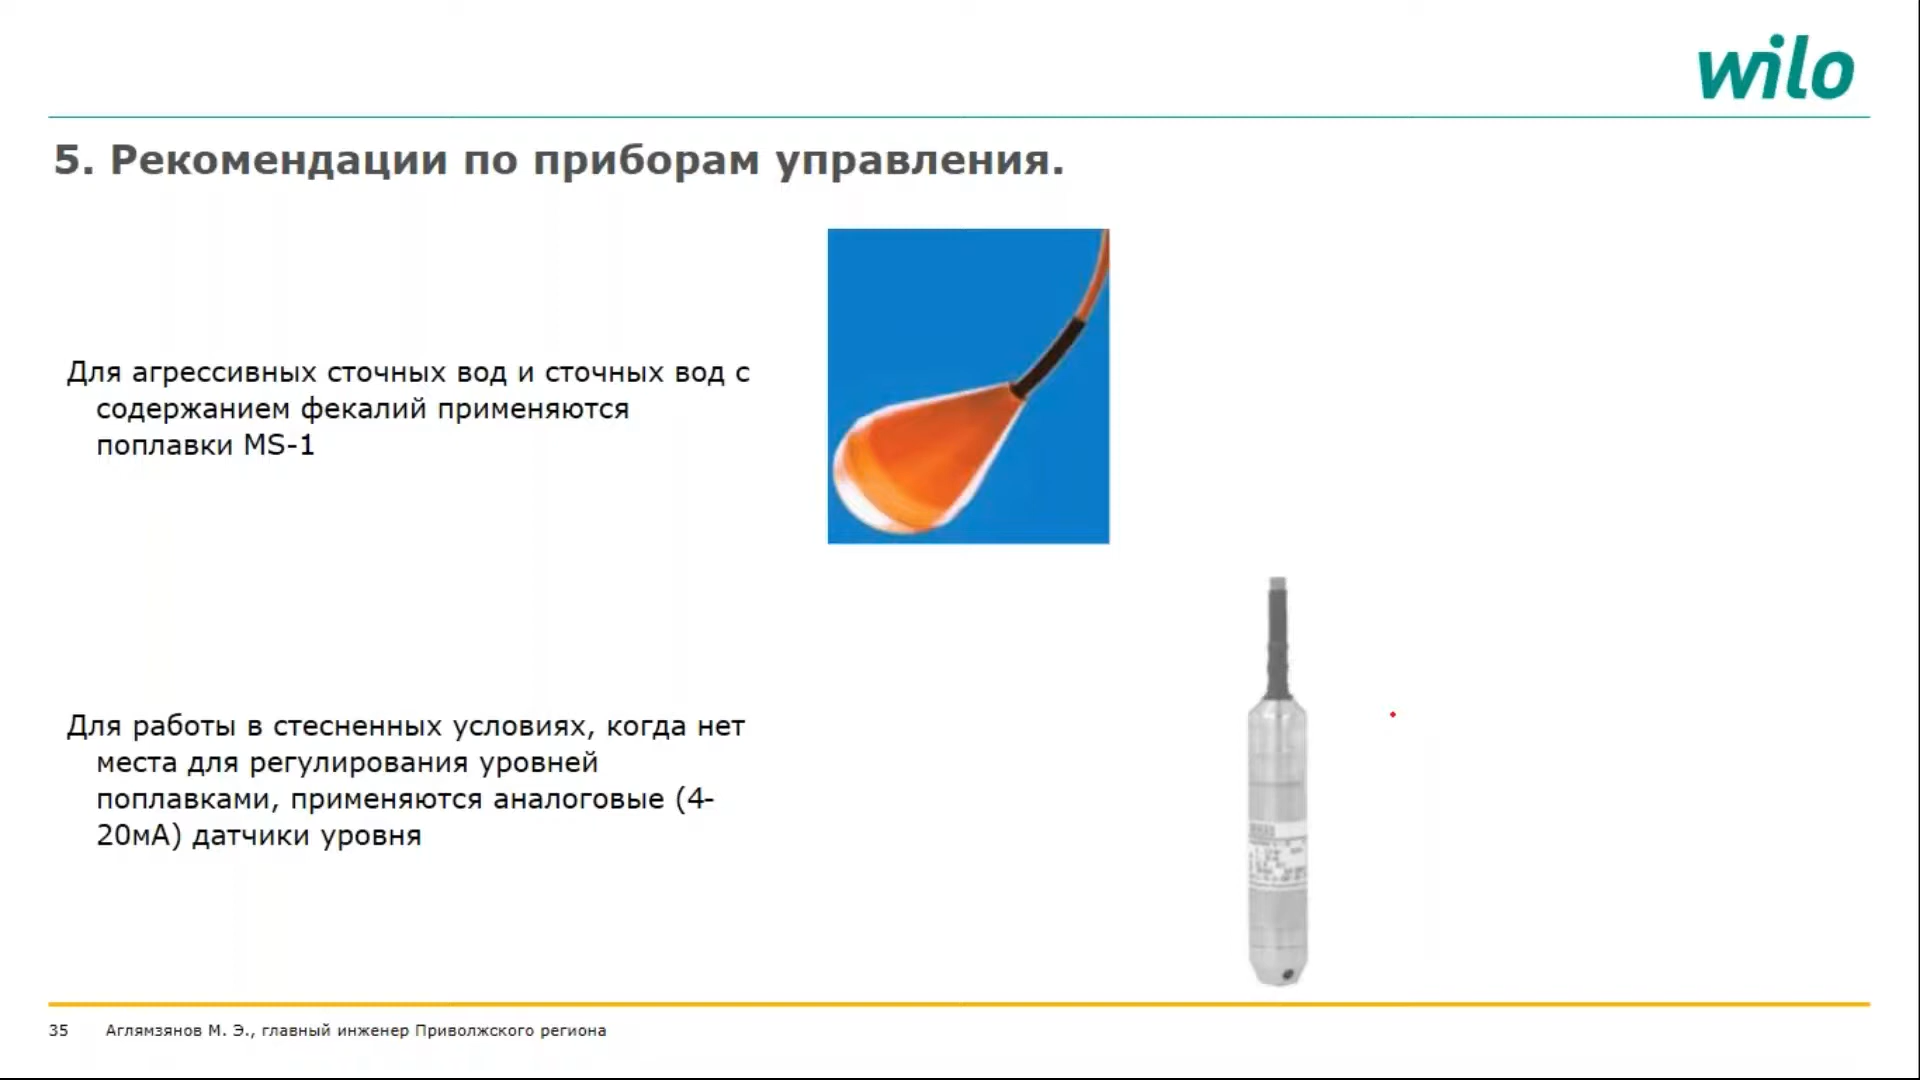 wilo
5. Рекомендации по приборам управления.
Для агрессивных сточных вод и сточных вод с
содержанием фекалий применяются
поплавки MS-1
Для работы в стесненных условиях, когда нет
места для регулирования уровней
поплавками, применяются аналоговые (4-
20мА) датчики уровня
35 Аглямзянов М. Э., главный инженер Приволжского региона